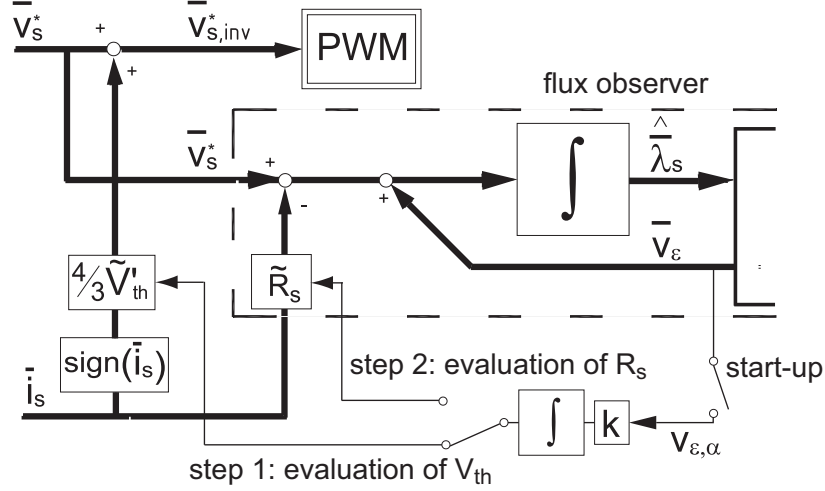 v̄s* + v̄s,inv* PWM
+
flux observer
v̄s* + ∫ λ̄̂s
- +
v̄ε
4/3 Ṽ'th R̃s =
sign(īs) step 2: evaluation of Rs start-up
īs ∫ k
vε,α
step 1: evaluation of Vth